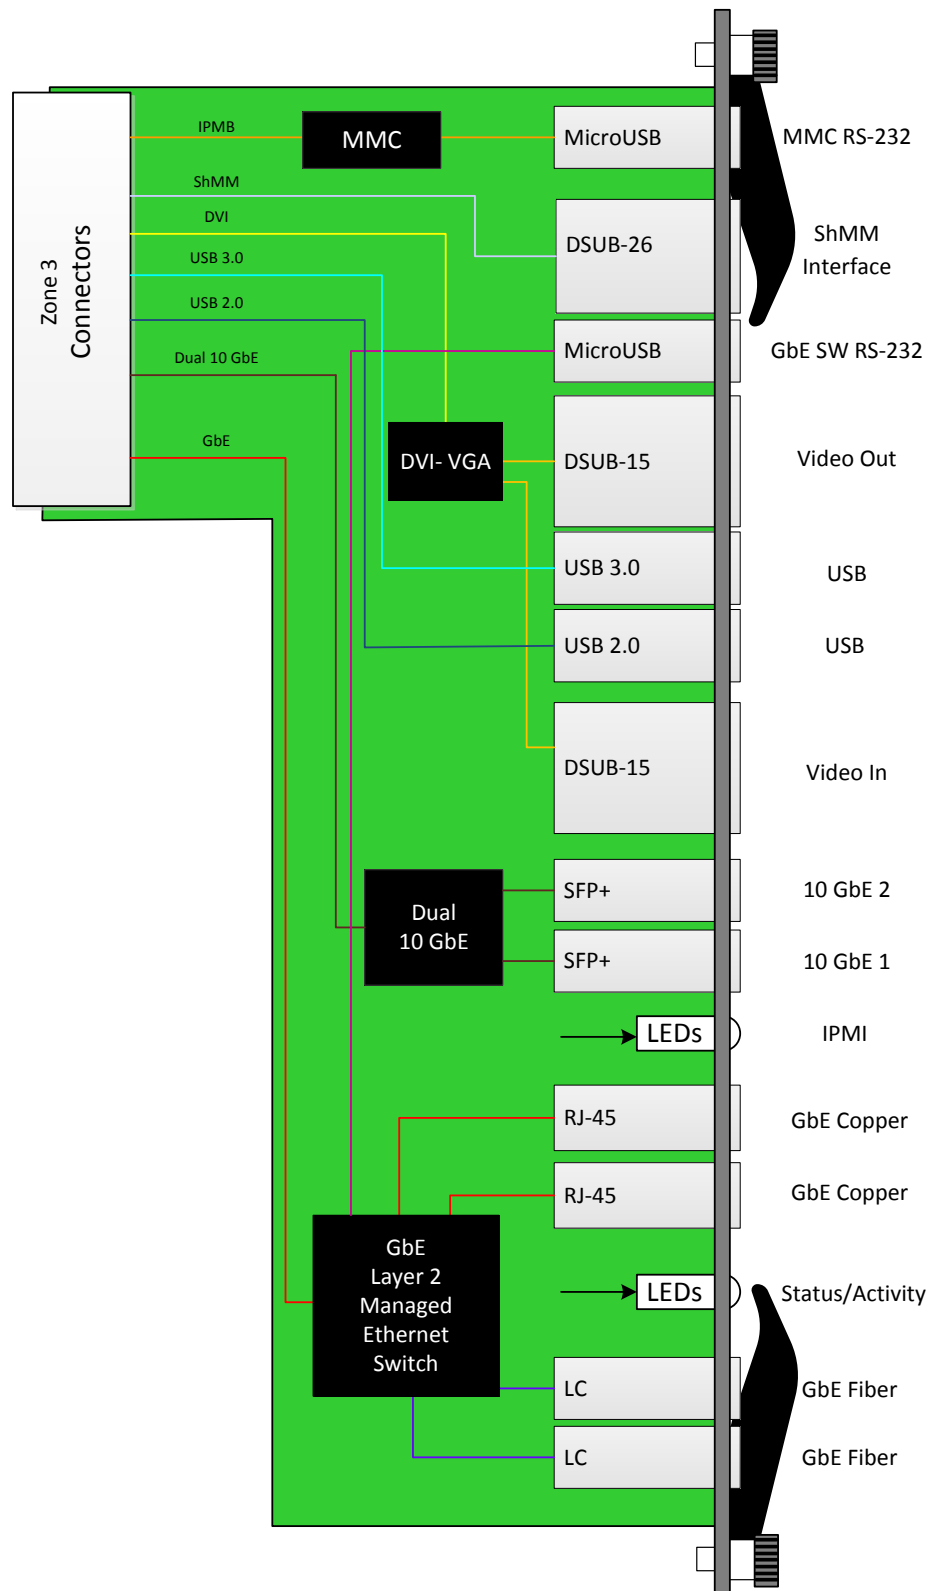 Zone 3
Connectors
IPMB
MMC
MicroUSB
MMC RS-232
ShMM
DSUB-26
ShMM
Interface
DVI
USB 3.0
USB 2.0
MicroUSB
GbE SW RS-232
Dual 10 GbE
GbE
DVI- VGA
DSUB-15
Video Out
USB 3.0
USB
USB 2.0
USB
DSUB-15
Video In
Dual
10 GbE
SFP+
10 GbE 2
SFP+
10 GbE 1
LEDs
IPMI
RJ-45
GbE Copper
RJ-45
GbE Copper
GbE
Layer 2
Managed
Ethernet
Switch
LEDs
Status/Activity
LC
GbE Fiber
LC
GbE Fiber